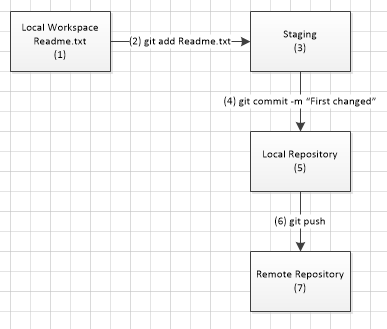 Local Workspace
Readme.txt
(1)
(2) git add Readme.txt
Staging
(3)
(4) git commit -m “First changed”
Local Repository
(5)
(6) git push
Remote Repository
(7)